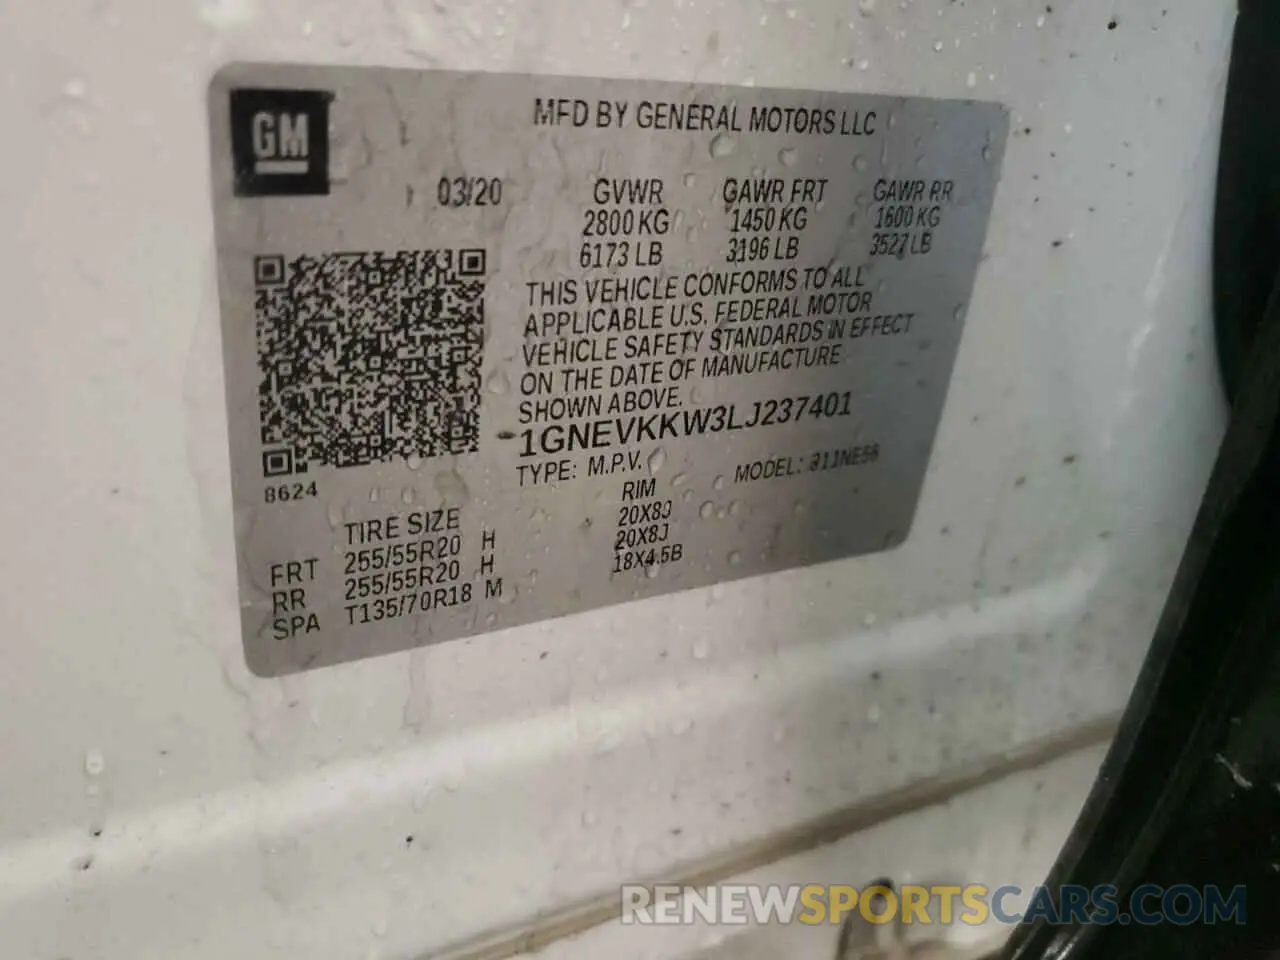 GM
MFD BY GENERAL MOTORS LLC
03/20 GVWR GAWR FRT GAWR RR
2800 KG 1450 KG 1600 KG
6173 LB 3196 LB 3527 LB
THIS VEHICLE CONFORMS TO ALL
APPLICABLE U.S. FEDERAL MOTOR
VEHICLE SAFETY STANDARDS IN EFFECT
ON THE DATE OF MANUFACTURE
SHOWN ABOVE.
1GNEVKKW3LJ237401
TYPE: M.P.V. MODEL:
8624
TIRE SIZE RIM
FRT 255/55R20 H 20X8J
RR 255/55R20 H 20X8J
SPA T135/70R18 M 18X4.5B
RENEWSPORTSCARS.COM